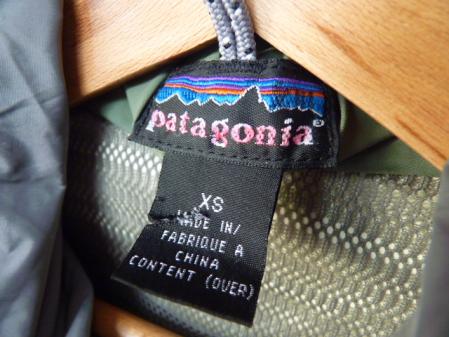 patagonia®
XS
MADE IN/
FABRIQUE A
CHINA
CONTENT (OVER)